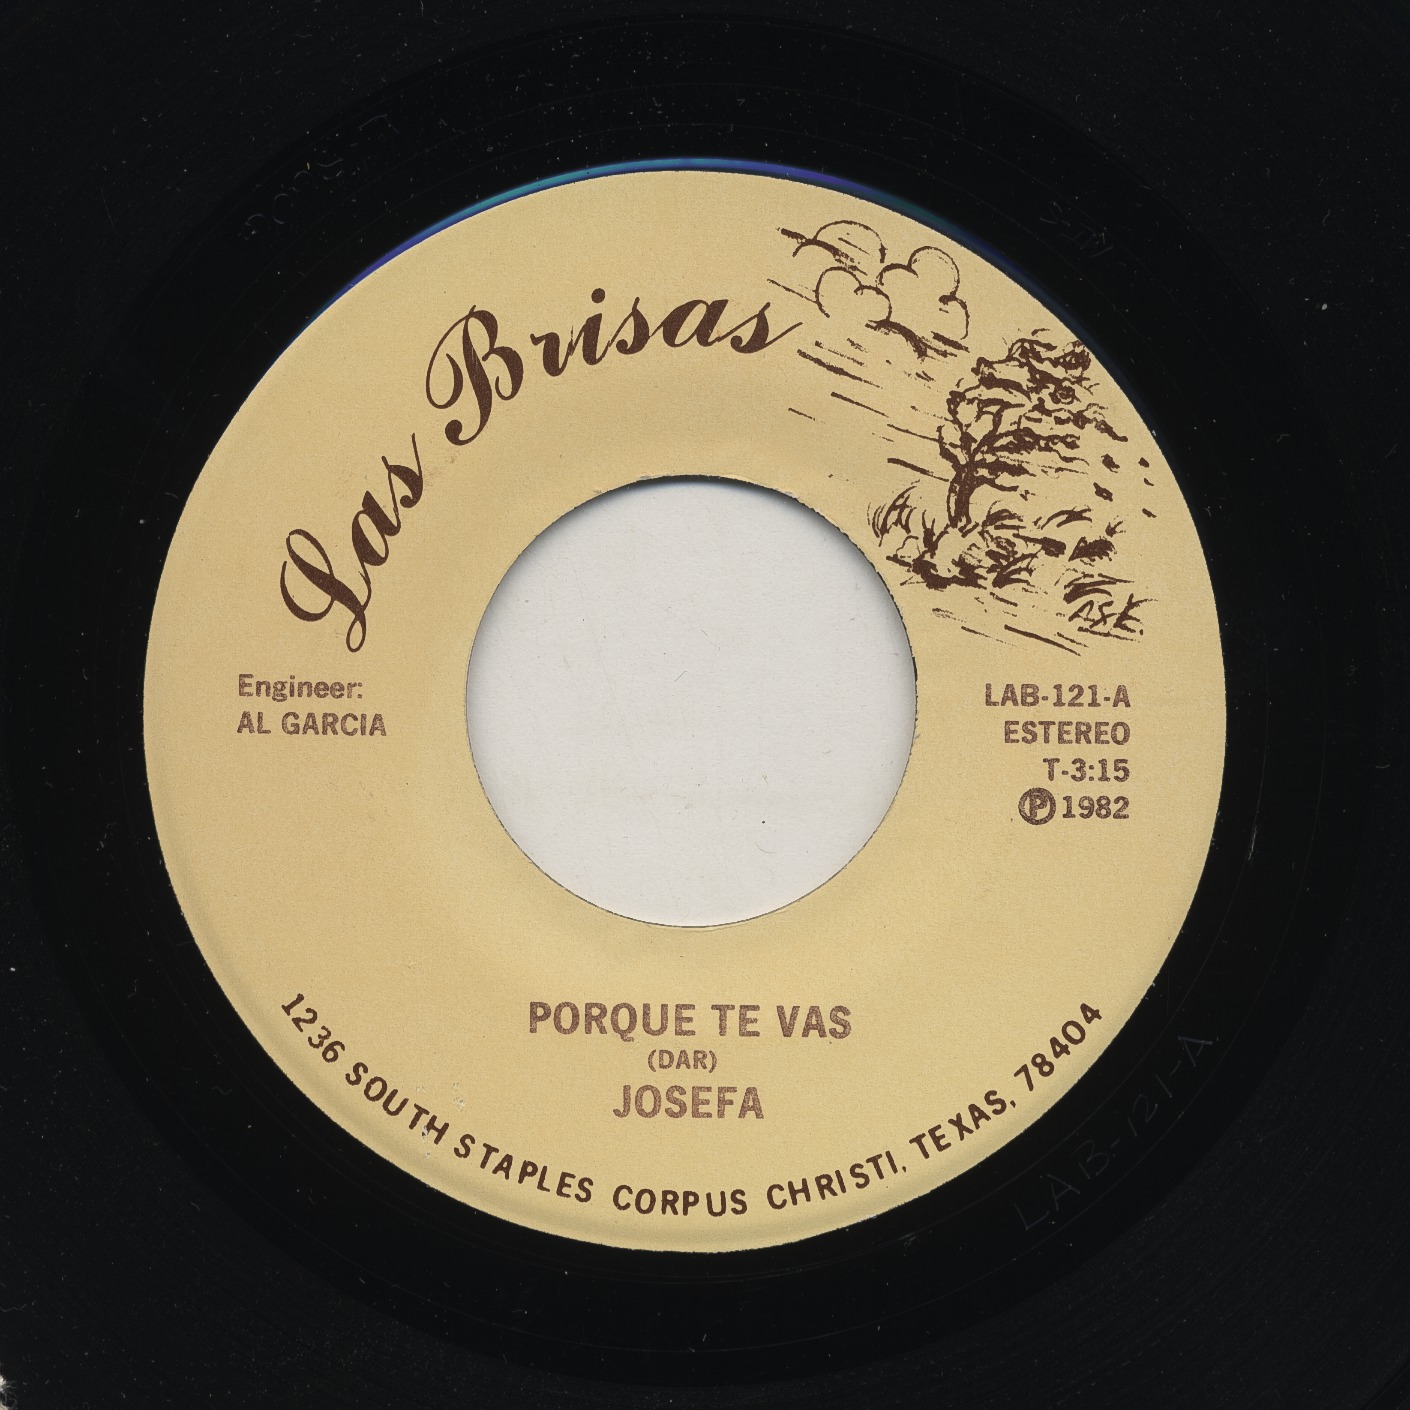 Las Brisas
Engineer:
AL GARCIA
LAB-121-A
ESTEREO
T-3:15
Ⓟ1982
PORQUE TE VAS
(DAR)
JOSEFA
1236 SOUTH STAPLES CORPUS CHRISTI, TEXAS, 78404
LAB-121-A